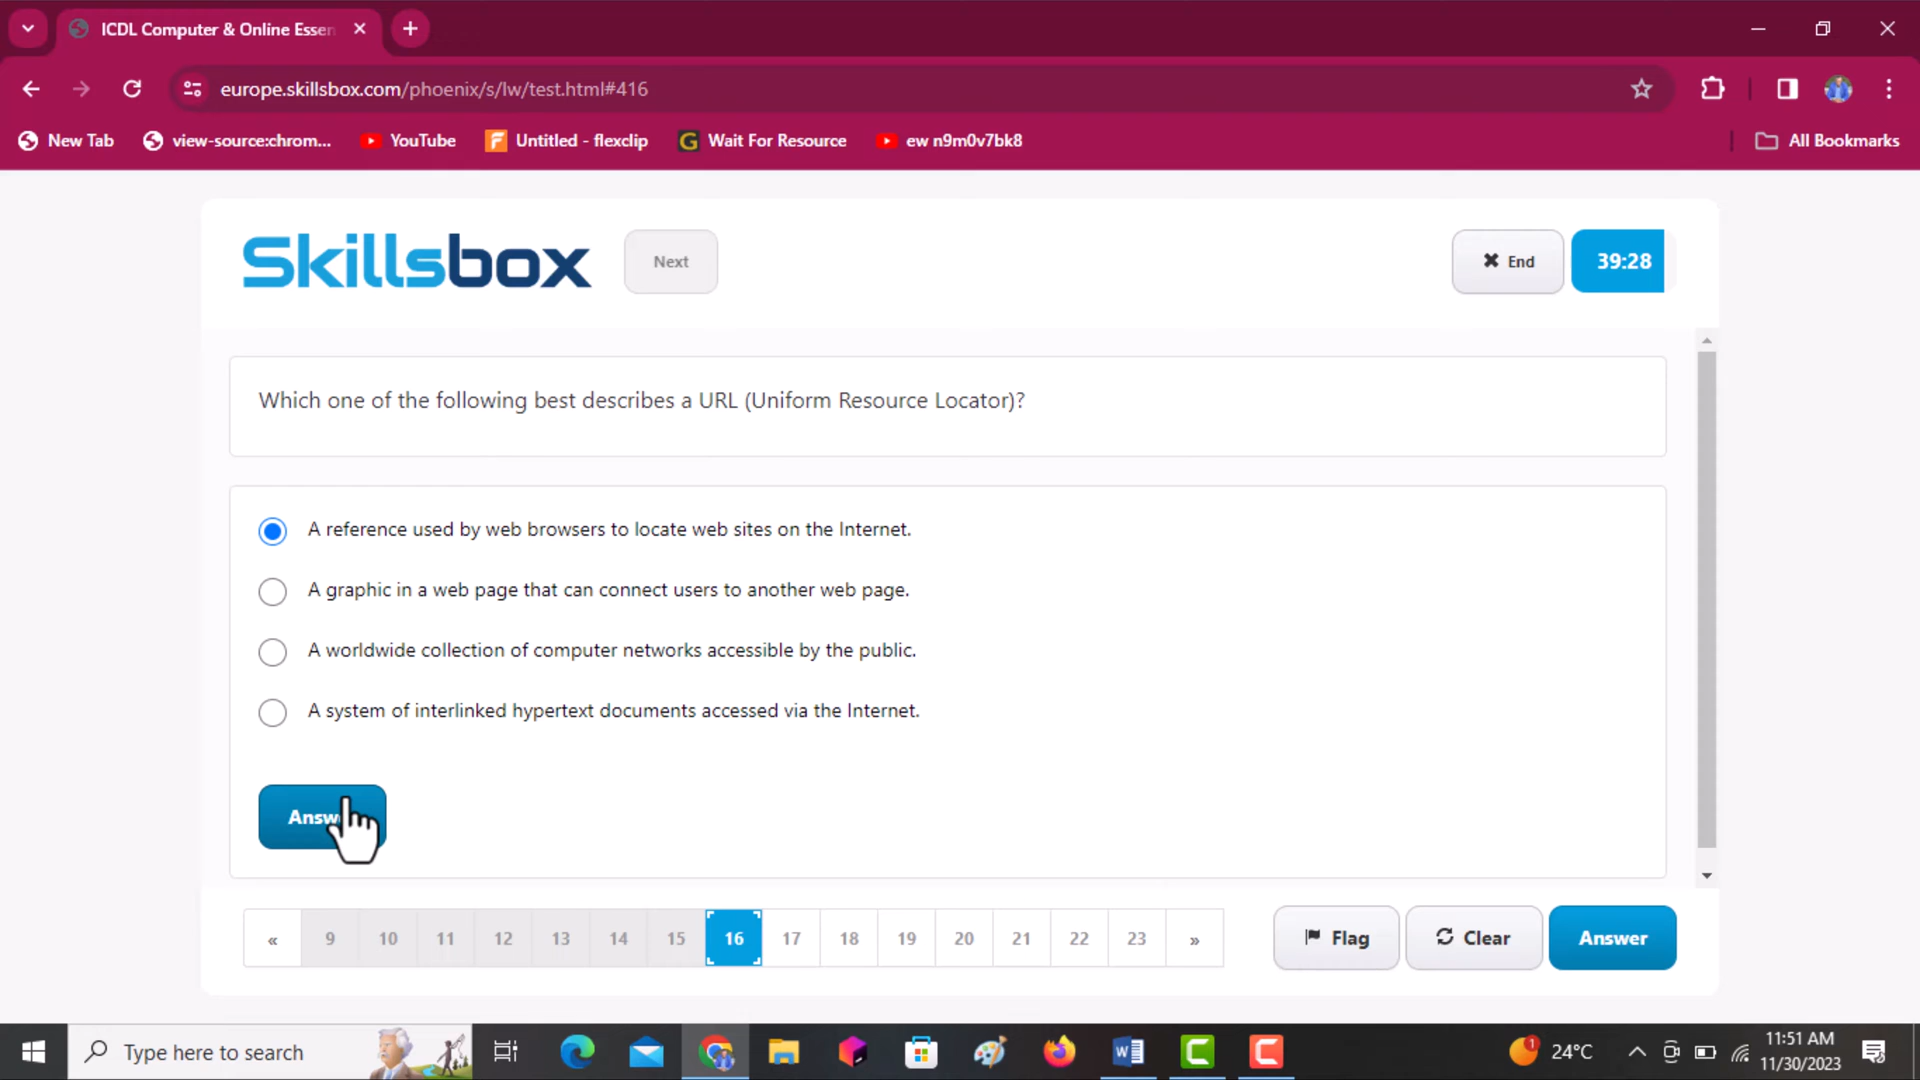 ICDL Computer & Online Essen
europe.skillsbox.com/phoenix/s/lw/test.html#416
New Tab
view-source:chrom...
YouTube
Untitled - flexclip
Wait For Resource
ew n9m0v7bk8
All Bookmarks
Skillsbox
Next
End
39:28
Which one of the following best describes a URL (Uniform Resource Locator)?
A reference used by web browsers to locate web sites on the Internet.
A graphic in a web page that can connect users to another web page.
A worldwide collection of computer networks accessible by the public.
A system of interlinked hypertext documents accessed via the Internet.
Answ
« 9 10 11 12 13 14 15 16 17 18 19 20 21 22 23 »
Flag
Clear
Answer
Type here to search
1
24°C
11:51 AM
11/30/2023